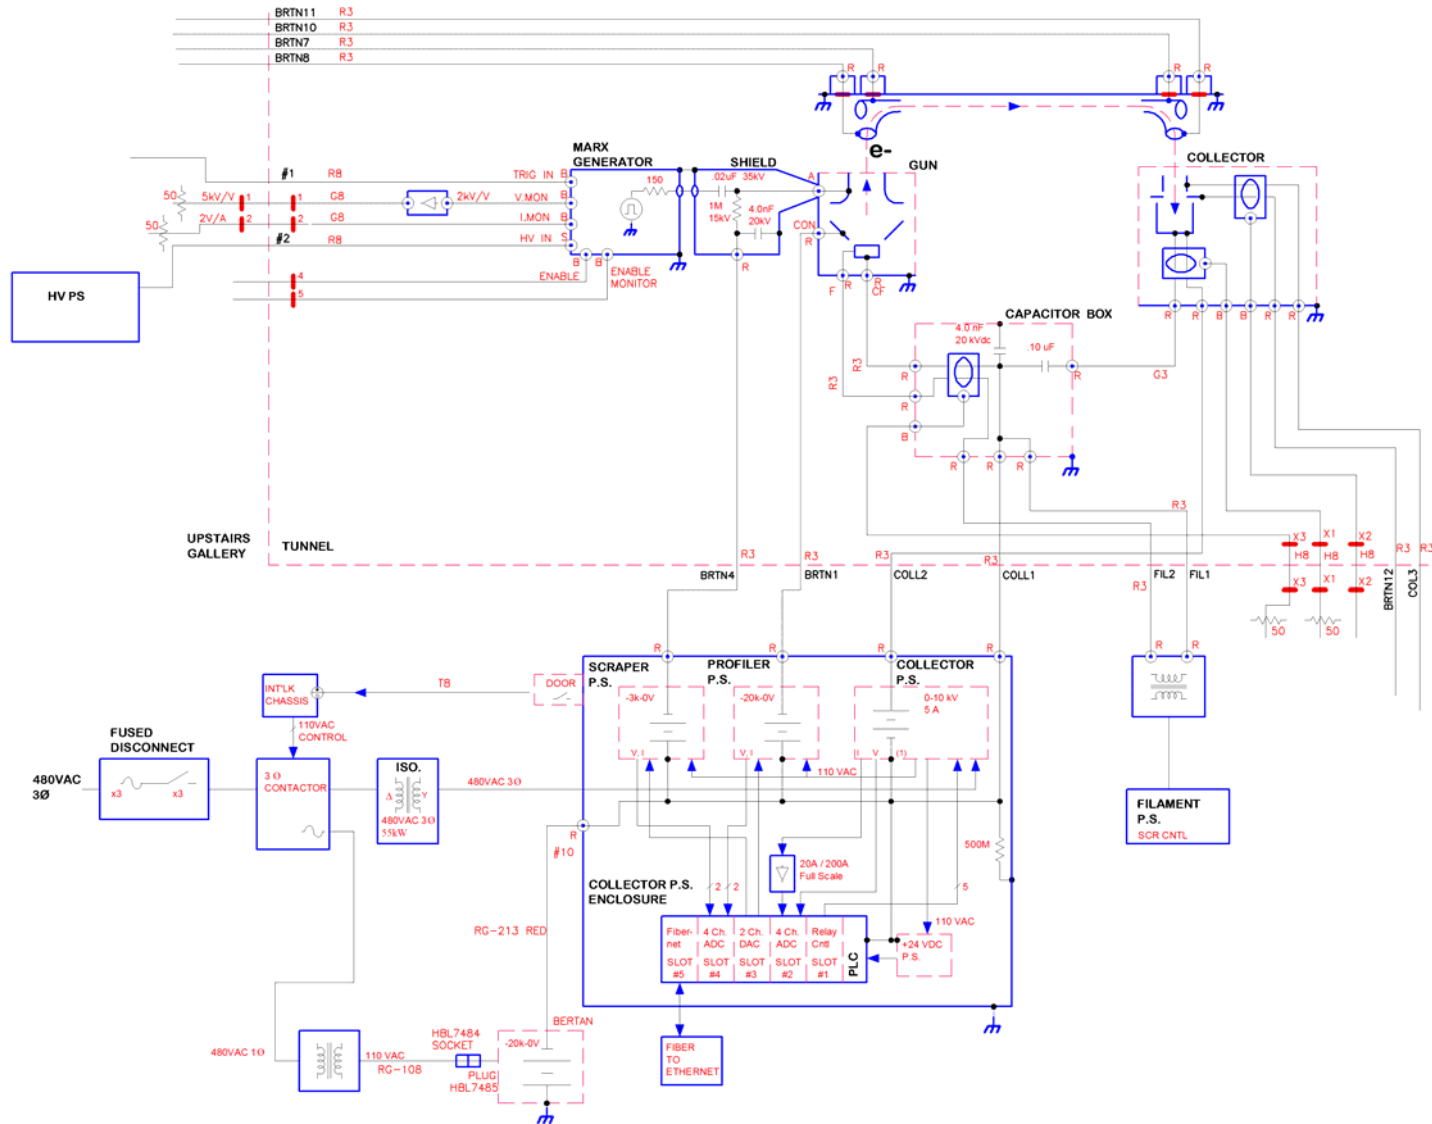 BRTN11 R3
BRTN10 R3
BRTN7 R3
BRTN8 R3
R R R R
e-
MARX
GENERATOR
SHIELD
GUN
COLLECTOR
#1 R8 TRIG IN B
150
.02uF 35kV
A
50
5kV/V 1 1 G8 2kV/V V.MON B
1M
15kV
4.0nF
20kV
2V/A 2 2 G8 I.MON B
50
CON
R
#2 R8 HV IN S
HV PS
4 ENABLE B B ENABLE
MONITOR
5
R
F R R CF
R R B B R R
CAPACITOR BOX
4.0 nF
20 kVdc
.10 uF
R3 R3
R R G3
R
B
R R R
R3
UPSTAIRS
GALLERY
TUNNEL
X3 X1 X2
H8 H8 H8
R3 R3
R3 R3 R3 R3
BRTN4 BRTN1 COLL2 COLL1
R3 FIL2 FIL1
X3 X1 X2
BRTN12 COL3
50 50
R R R R R R
SCRAPER
P.S.
PROFILER
P.S.
COLLECTOR
P.S.
T8
DOOR
INT'LK
CHASSIS
-3k-0V -20k-0V 0-10 kV
5 A
110VAC
CONTROL
FUSED
DISCONNECT
V, I V, I I V (1)
480VAC
3Ø
x3 x3
3 Ø
CONTACTOR
ISO.
Δ Y
480VAC 3Ø
55kW
480VAC 3Ø
110 VAC
FILAMENT
P.S.
SCR CNTL
R
#10
500M
20A / 200A
Full Scale
COLLECTOR P.S.
ENCLOSURE
2 2 5
RG-213 RED
110 VAC
Fiber-
net
SLOT
#5
4 Ch.
ADC
SLOT
#4
2 Ch.
DAC
SLOT
#3
4 Ch.
ADC
SLOT
#2
Relay
Cntl
SLOT
#1
PLC
+24 VDC
P.S.
BERTAN
-20k-0V
HBL7484
SOCKET
480VAC 1Ø
110 VAC
RG-108
PLUG
HBL7485
FIBER
TO
ETHERNET